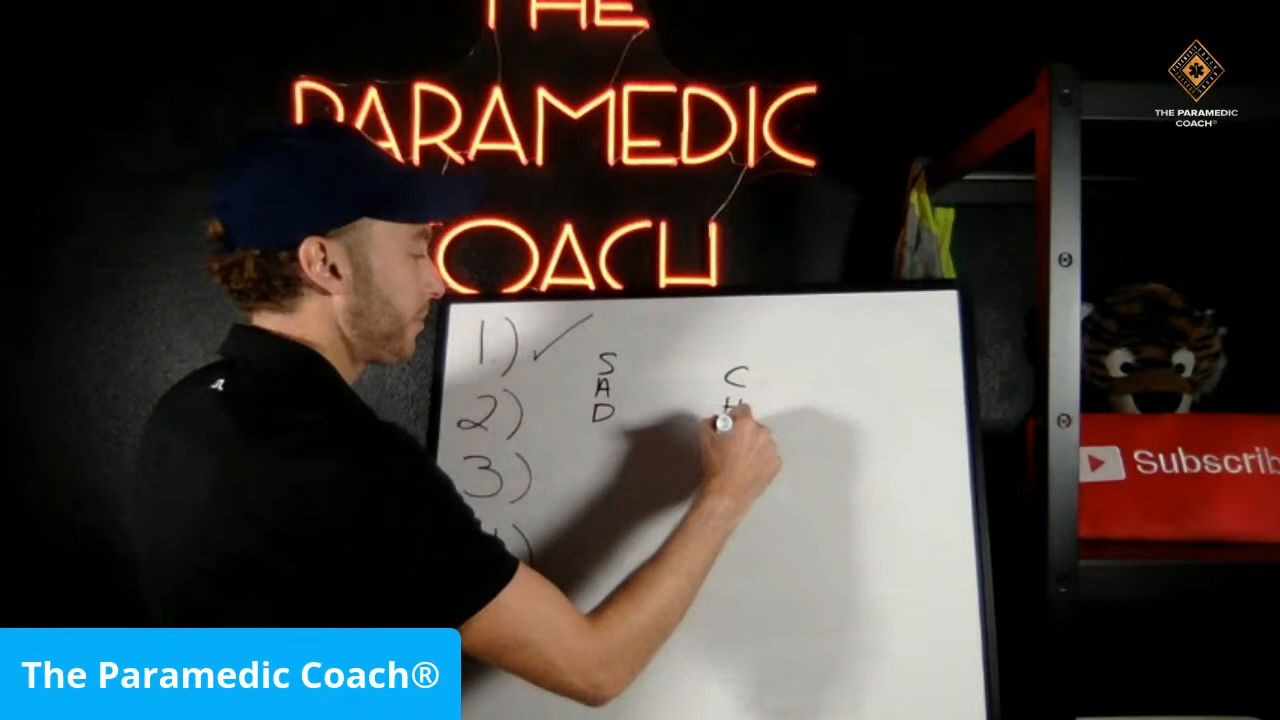 THE
PARAMEDIC
COACH
THE PARAMEDIC
COACH®
1) ✓
2)
3)
S
A
D
C
H
Subscrib
The Paramedic Coach®